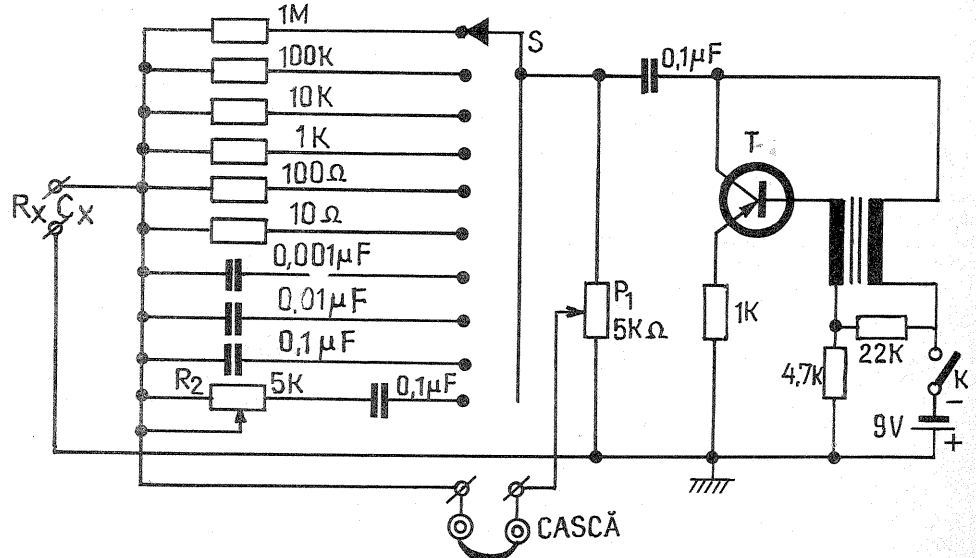 1M
S
100K
0,1µF
10K
1K
T
100Ω
Rx Cx
10Ω
0,001µF
0,01µF
P1
5KΩ
1K
0,1µF
22K
4,7K
K
R2
5K
0,1µF
9V
-
+
CASCĂ